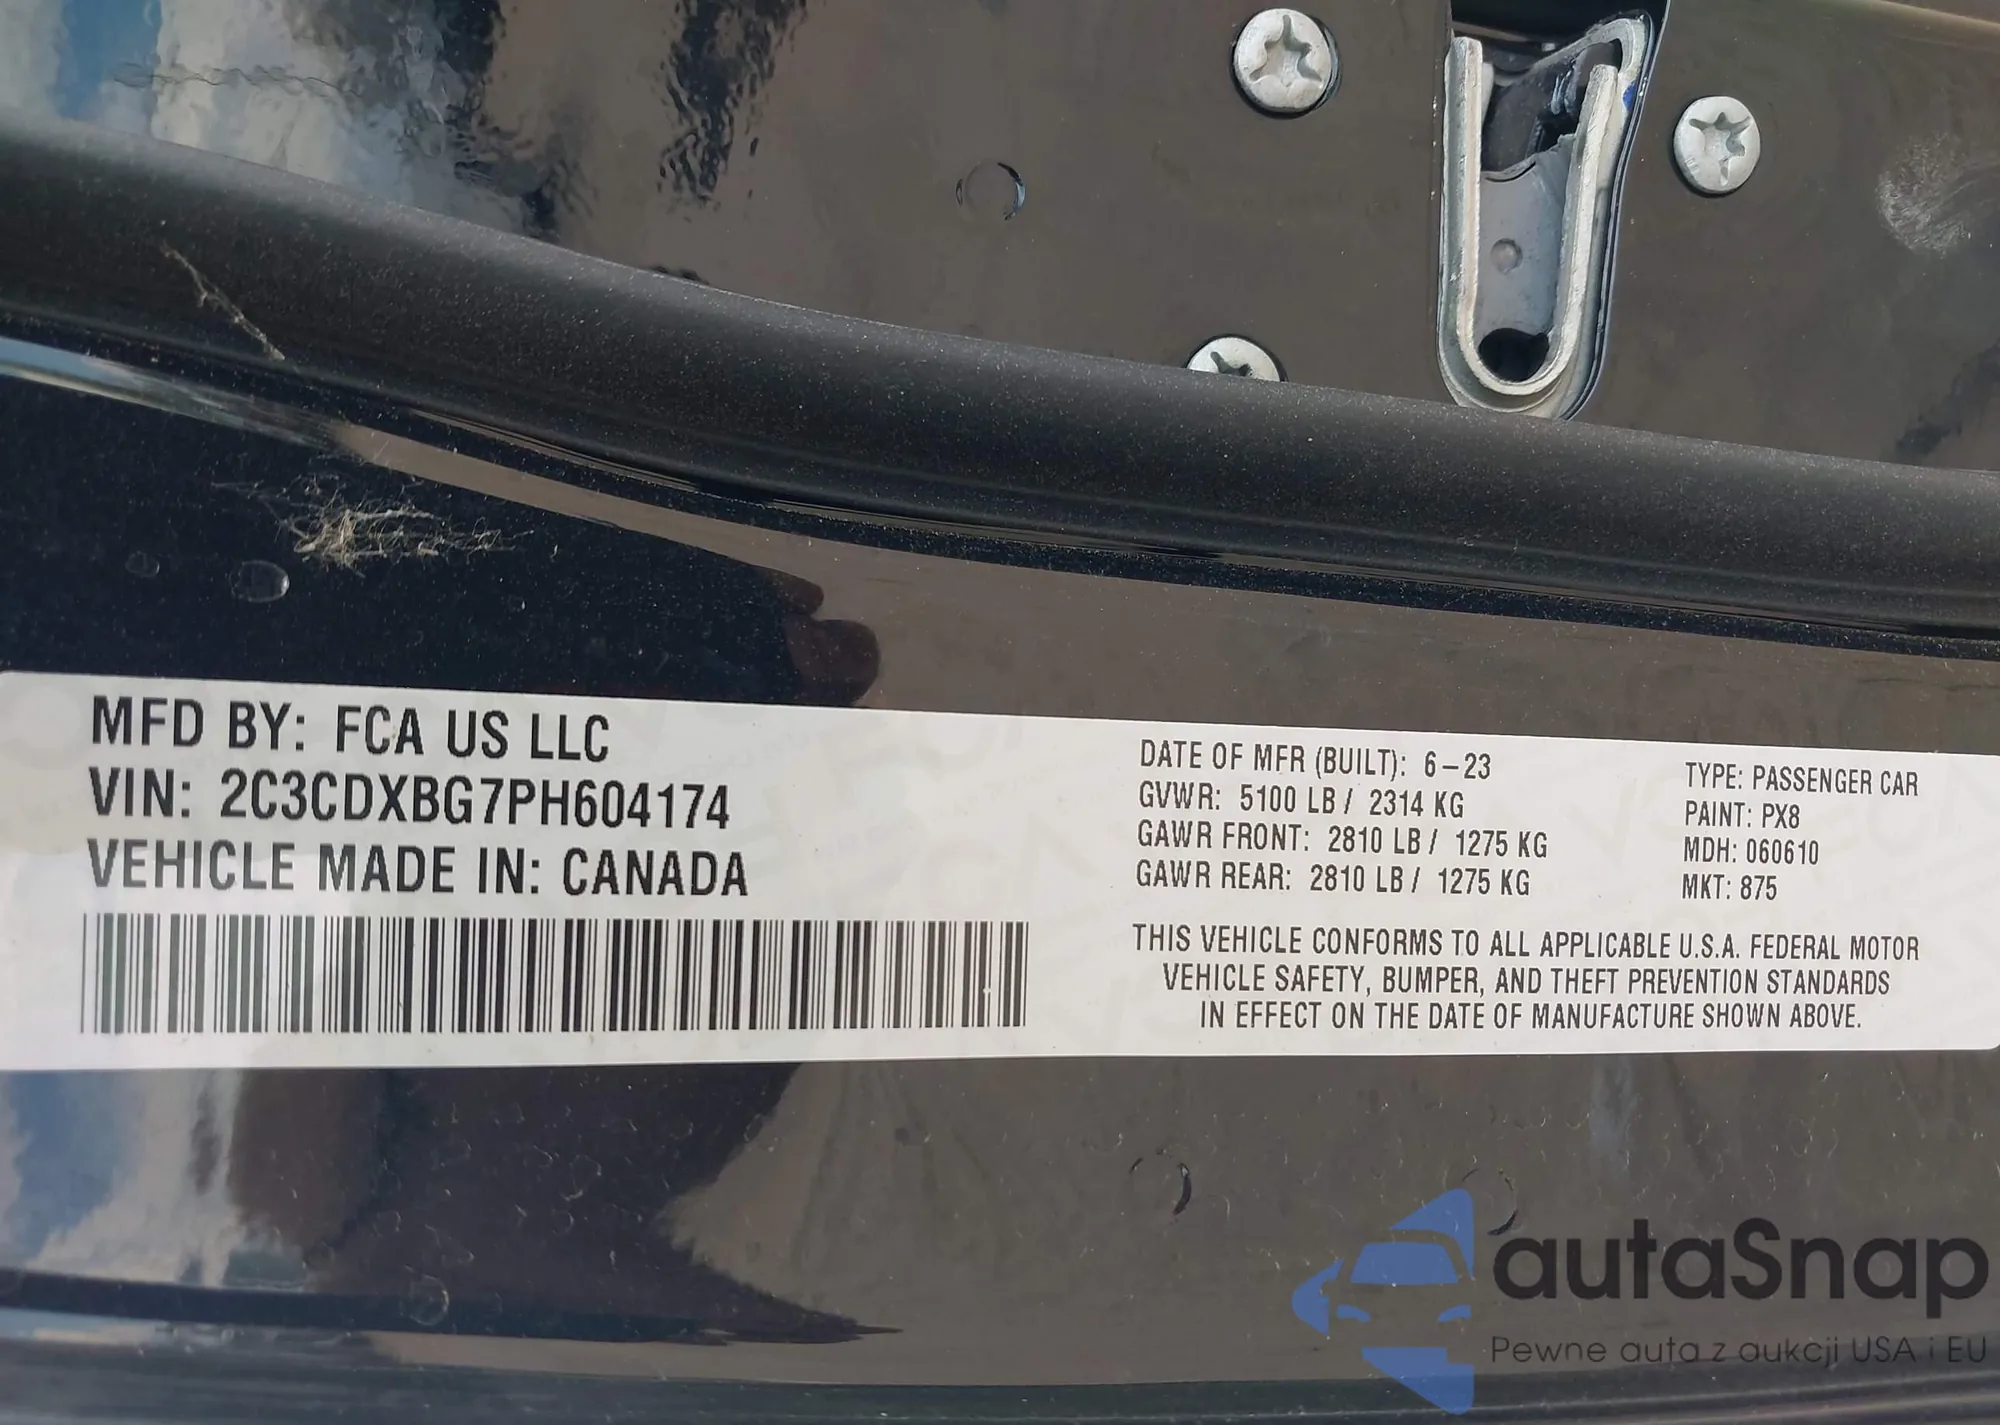 MFD BY: FCA US LLC
VIN: 2C3CDXBG7PH604174
VEHICLE MADE IN: CANADA
DATE OF MFR (BUILT): 6-23
GVWR: 5100 LB / 2314 KG
GAWR FRONT: 2810 LB / 1275 KG
GAWR REAR: 2810 LB / 1275 KG
TYPE: PASSENGER CAR
PAINT: PX8
MDH: 060610
MKT: 875
THIS VEHICLE CONFORMS TO ALL APPLICABLE U.S.A. FEDERAL MOTOR
VEHICLE SAFETY, BUMPER, AND THEFT PREVENTION STANDARDS
IN EFFECT ON THE DATE OF MANUFACTURE SHOWN ABOVE.
autaSnap
Pewne auta z aukcji USA i EU